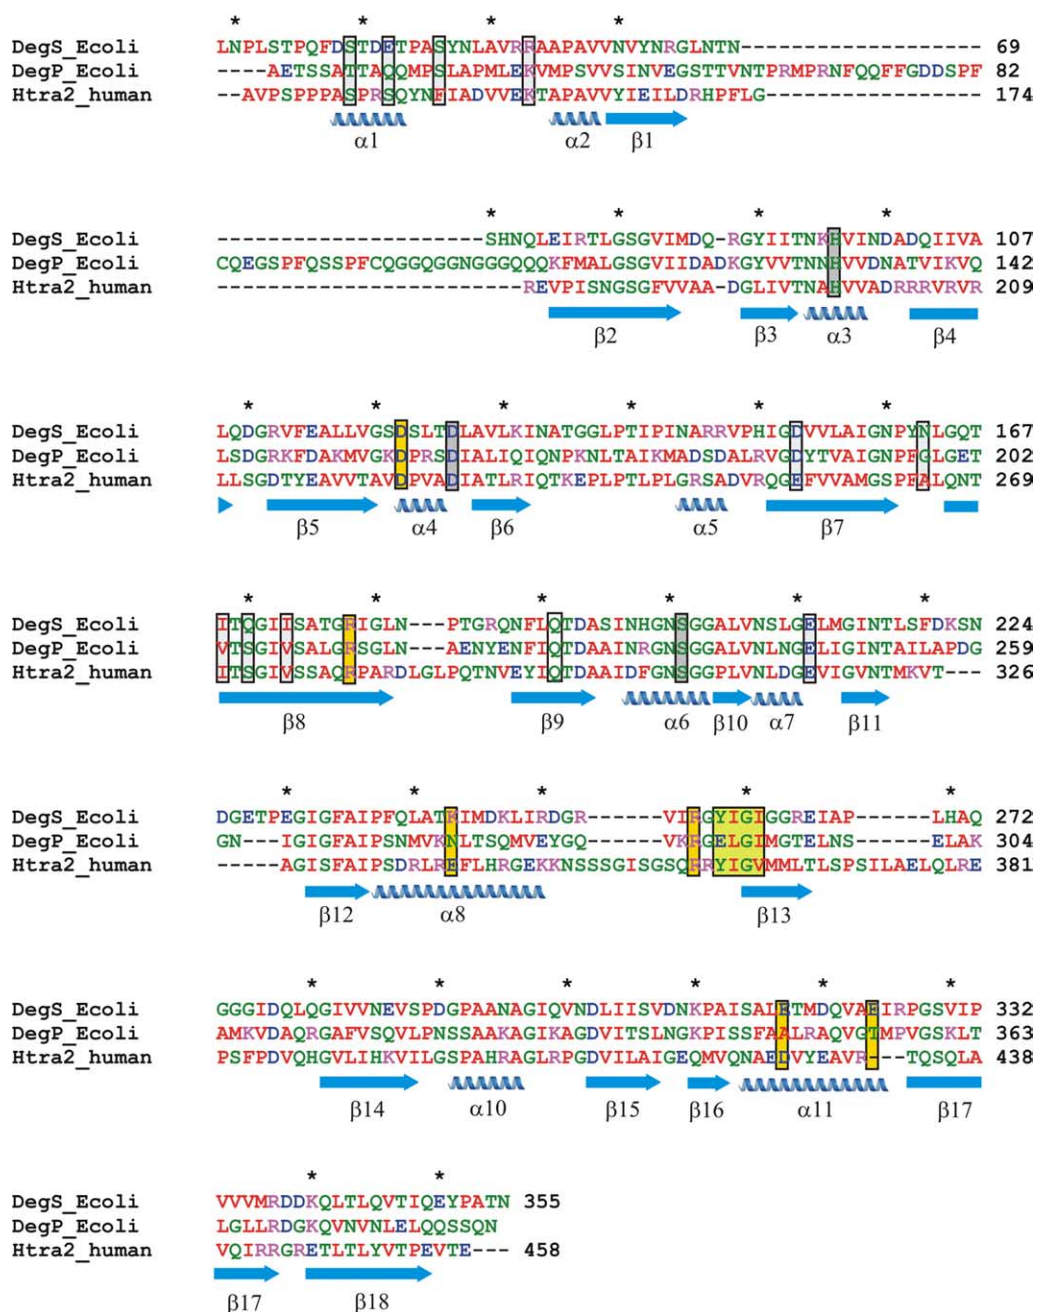 * * * *
DegS_Ecoli LNPLSTPQFDSTDETPASYNLAVRRAAPAVVNVYNRGLNTN------------------- 69
DegP_Ecoli ----AETSSATTAQQMPSLAPMLEKVMPSVVSINVEGSTTVNTPRMPRNFQQFFGDDSPF 82
Htra2_human --AVPSPPPASPRSQYNFIADVVEKTAPAVVYIEILDRHPFLG----------------- 174
α1 α2 β1
* * * *
DegS_Ecoli ---------------------SHNQLEIRTLGSGVIMDQ-RGYIITNKHVINDADQIIVA 107
DegP_Ecoli CQEGSPFQSSPFCQGGQGGNGGGQQQKFMALGSGVIIDADKGYVVTNNHVVDNATVIKVQ 142
Htra2_human ------------------------REVPISNGSGFVVAA-DGLIVTNAHVVADRRRVRVR 209
β2 β3 α3 β4
* * * * * *
DegS_Ecoli LQDGRVFEALLVGSDSLTDLAVLKINATGGLPTIPINARRVPHIGDVVLAIGNPYNLGQT 167
DegP_Ecoli LSDGRKFDAKMVGKDPRSDIALIQIQNPKNLTAIKMADSDALRVGDYTVAIGNPFGLGET 202
Htra2_human LLSGDTYEAVVTAVDPVADIATLRIQTKEPLPTLPLGRSADVRQGEFVVAMGSPFALQNT 269
β5 α4 β6 α5 β7
* * * * * *
DegS_Ecoli ITQGIISATGRIGLN---PTGRQNFLQTDASINHGNSGGALVNSLGELMGINTLSFDKSN 224
DegP_Ecoli VTSGIVSALGRSGLN---AENYENFIQTDAAINRGNSGGALVNLNGELIGINTAILAPDG 259
Htra2_human ITSGIVSSAQRPARDLGLPQTNVEYIQTDAAIDFGNSGGPLVNLDGEVIGVNTMKVT--- 326
β8 β9 α6 β10 α7 β11
* * * * *
DegS_Ecoli DGETPEGIGFAIPFQLATKIMDKLIRDGR------VIRGYIGIGGREIAP----LHAQ 272
DegP_Ecoli GN---IGIGFAIPSNMVKNLTSQMVEYGQ------VKRGELGIMGTELNS----ELAK 304
Htra2_human ----AGISFAIPSDRLREFLHRGEKKNSSSGISGSQRRYIGVMMLTLSPSILAELQLRE 381
β12 α8 β13
* * * * * *
DegS_Ecoli GGGIDQLQGIVVNEVSPDGPAANAGIQVNDLIISVDNKPAISALETMDQVAEIRPGSVIP 332
DegP_Ecoli AMKVDAQRGAFVSQVLPNSSAAKAGIKAGDVITSLNGKPISSFAALRAQVGTMPVGSKLT 363
Htra2_human PSFPDVQHGVLIHKVILGSPAHRAGLRPGDVILAIGEQMVQNAEDVYEAVR--TQSQLA 438
β14 α10 β15 β16 α11 β17
* *
DegS_Ecoli VVVMRDDKQLTLQVTIQEYPATN 355
DegP_Ecoli LGLLRDGKQVNVNLELQQSSQN
Htra2_human VQIRRGRETLTLYVTPEVTE--- 458
β17 β18